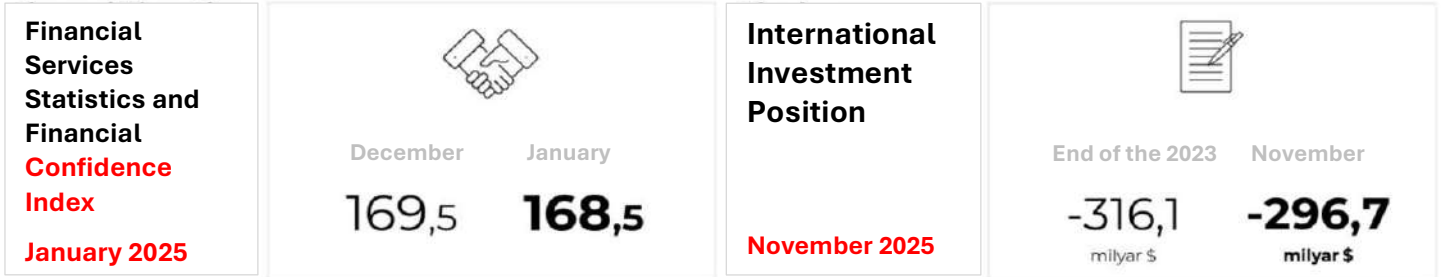 Financial
Services
Statistics and
Financial
Confidence
Index
January 2025
December January
169,5 168,5
International
Investment
Position
November 2025
End of the 2023 November
-316,1 -296,7
milyar $ milyar $